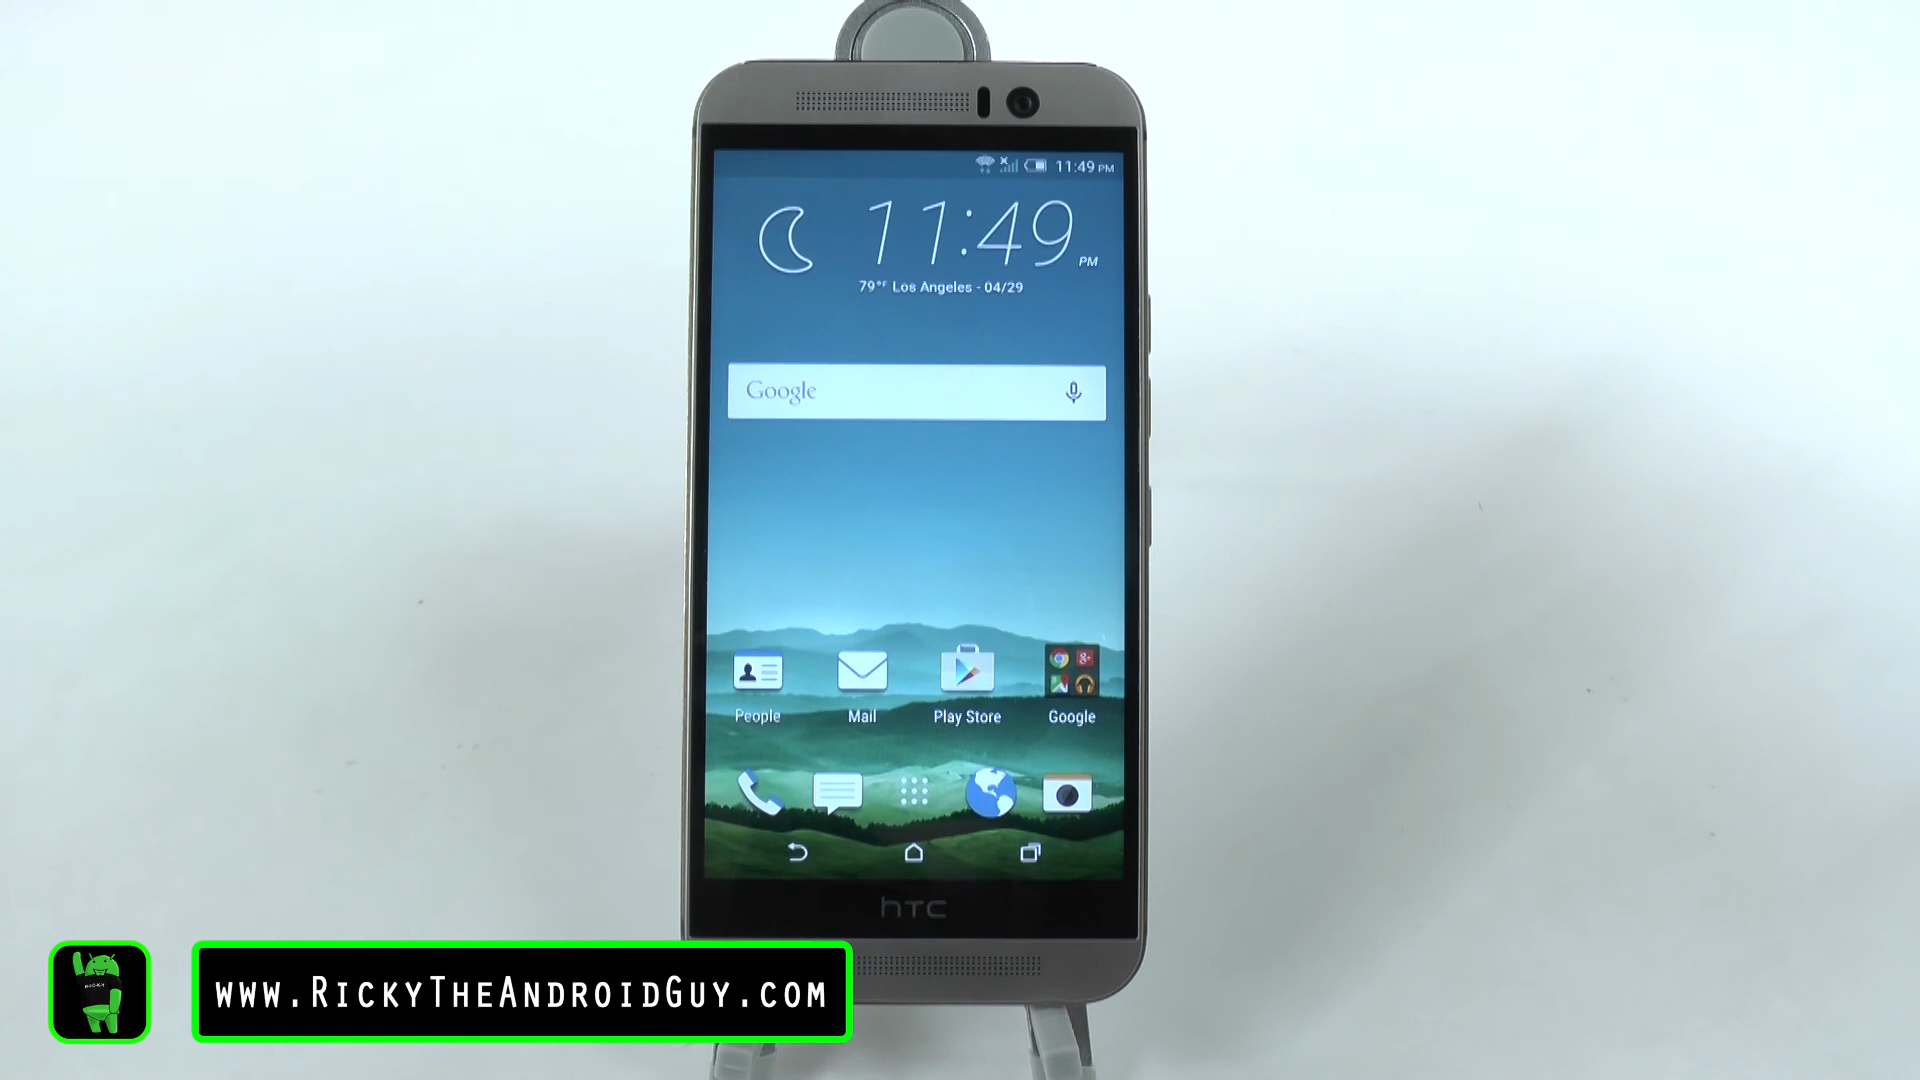 11:49 PM
11:49 PM
79°F Los Angeles - 04/29
Google
People Mail Play Store Google
hTC
www.RickyTheAndroidGuy.com